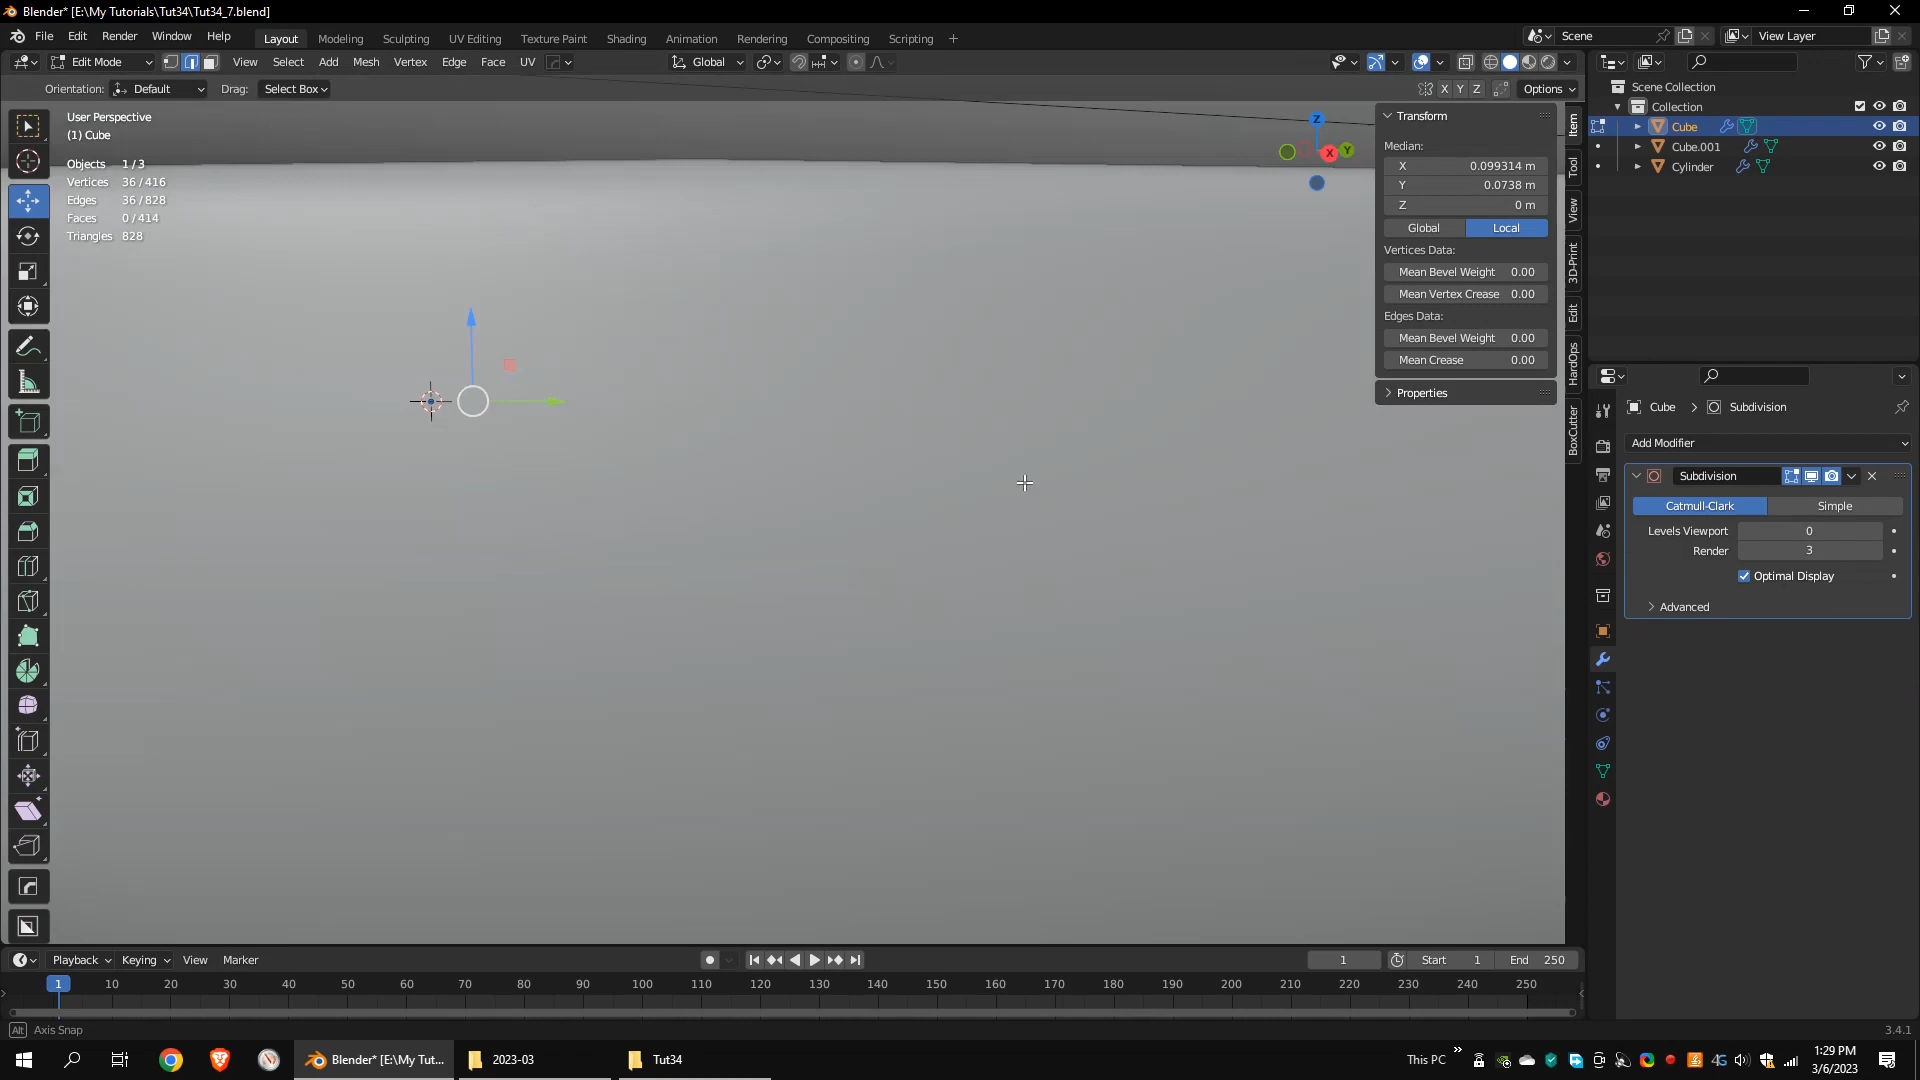 Blender* [E:\My Tutorials\Tut34\Tut34_7.blend]
File Edit Render Window Help
Layout Modeling Sculpting UV Editing Texture Paint Shading Animation Rendering Compositing Scripting +
Scene
View Layer
Edit Mode View Select Add Mesh Vertex Edge Face UV
Global
Orientation: Default Drag: Select Box
X Y Z Options
User Perspective
(1) Cube
Objects 1 / 3
Vertices 36 / 416
Edges 36 / 828
Faces 0 / 414
Triangles 828
Z
X
Y
Transform
Median:
X 0.099314 m
Y 0.0738 m
Z 0 m
Global Local
Vertices Data:
Mean Bevel Weight 0.00
Mean Vertex Crease 0.00
Edges Data:
Mean Bevel Weight 0.00
Mean Crease 0.00
Properties
Item
Tool
View
3D-Print
Edit
HardOps
BoxCutter
Scene Collection
Collection
Cube
Cube.001
Cylinder
Cube Subdivision
Add Modifier
Subdivision
Catmull-Clark Simple
Levels Viewport 0
Render 3
Optimal Display
Advanced
Playback Keying View Marker
1 Start 1 End 250
1 10 20 30 40 50 60 70 80 90 100 110 120 130 140 150 160 170 180 190 200 210 220 230 240 250
Alt Axis Snap
3.4.1
Blender* [E:\My Tut...
2023-03
Tut34
This PC
4G
1:29 PM
3/6/2023